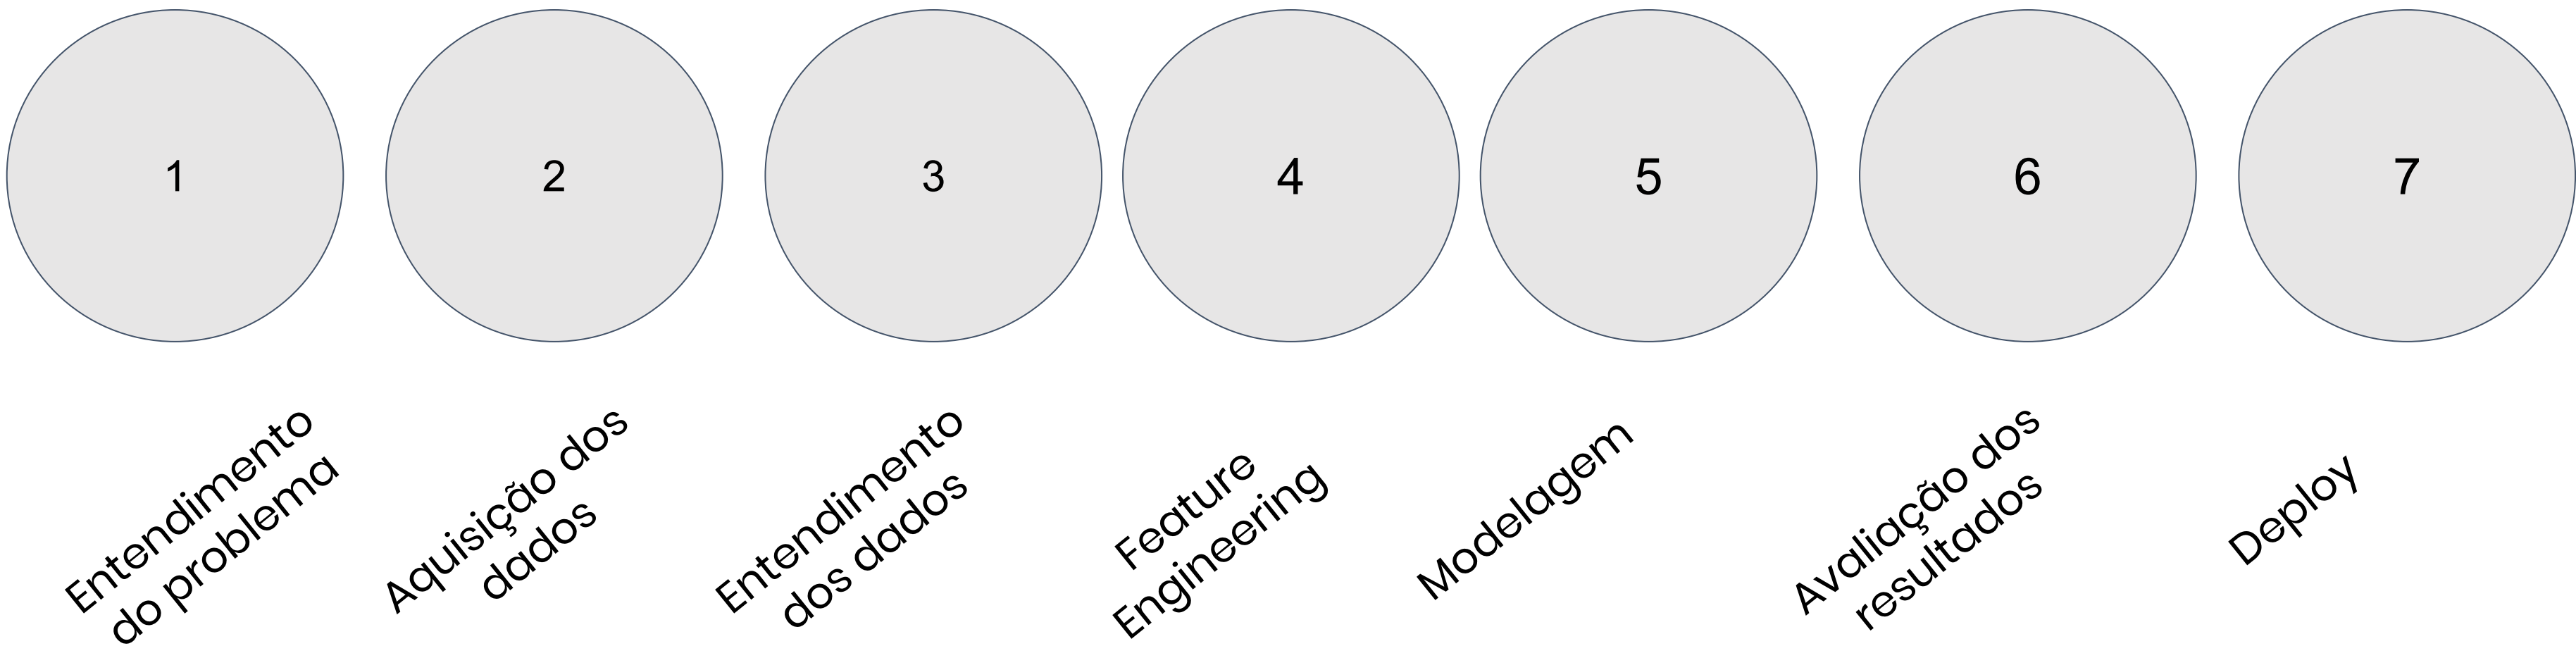 1
2
3
4
5
6
7
Entendimento
do problema
Aquisição dos
dados
Entendimento
dos dados
Feature
Engineering
Modelagem
Avaliação dos
resultados
Deploy